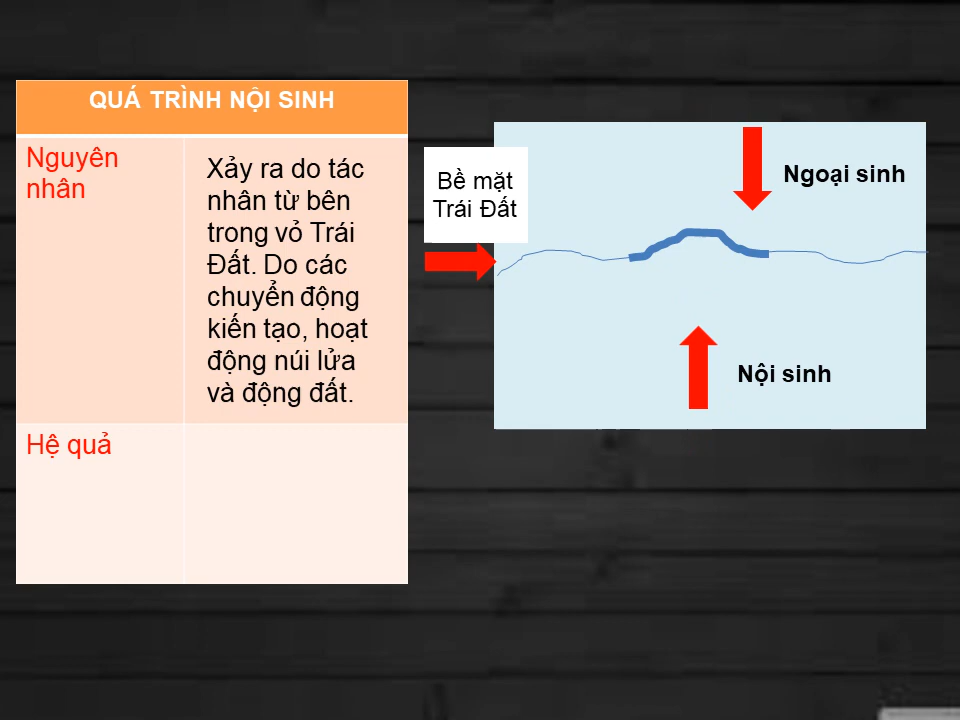 QUÁ TRÌNH NỘI SINH
Nguyên
nhân
Xảy ra do tác
nhân từ bên
trong vỏ Trái
Đất. Do các
chuyển động
kiến tạo, hoạt
động núi lửa
và động đất.
Hệ quả
Bề mặt
Trái Đất
Ngoại sinh
Nội sinh